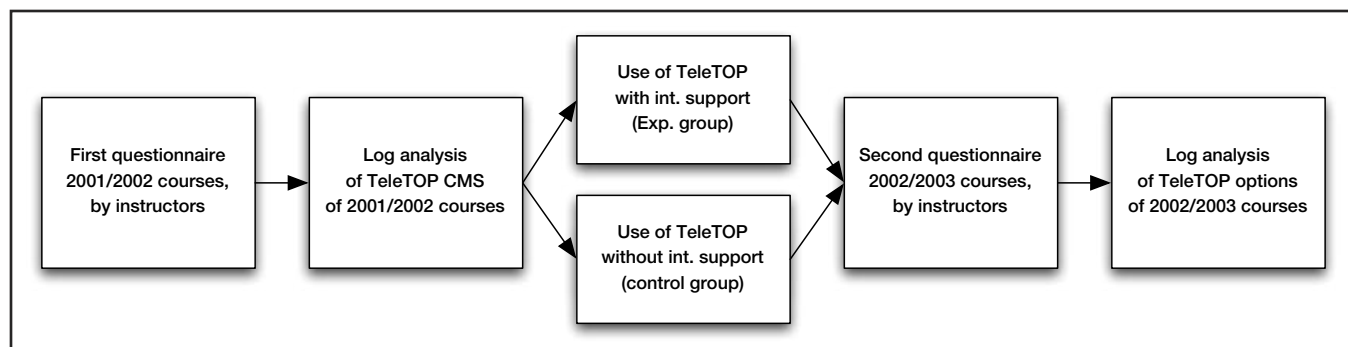 First questionnaire
2001/2002 courses,
by instructors
Log analysis
of TeleTOP CMS
of 2001/2002 courses
Use of TeleTOP
with int. support
(Exp. group)
Use of TeleTOP
without int. support
(control group)
Second questionnaire
2002/2003 courses,
by instructors
Log analysis
of TeleTOP options
of 2002/2003 courses